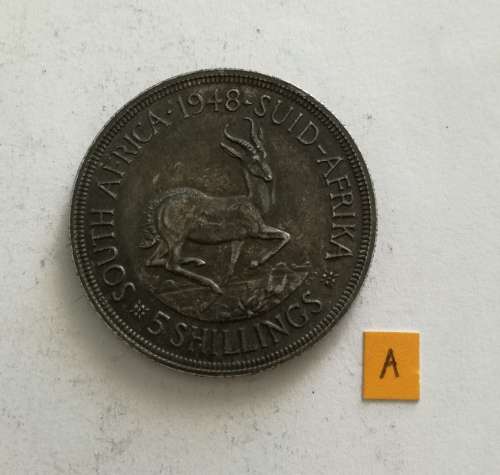 SOUTH AFRICA · 1948 · SUID-AFRIKA
5 SHILLINGS
A